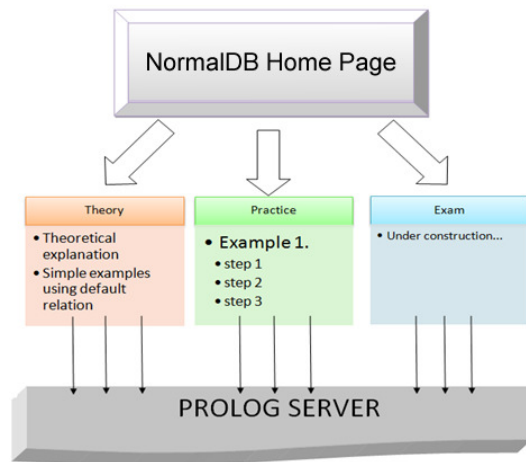 NormalDB Home Page
Theory
• Theoretical
explanation
• Simple examples
using default
relation
Practice
• Example 1.
• step 1
• step 2
• step 3
Exam
• Under construction...
PROLOG SERVER